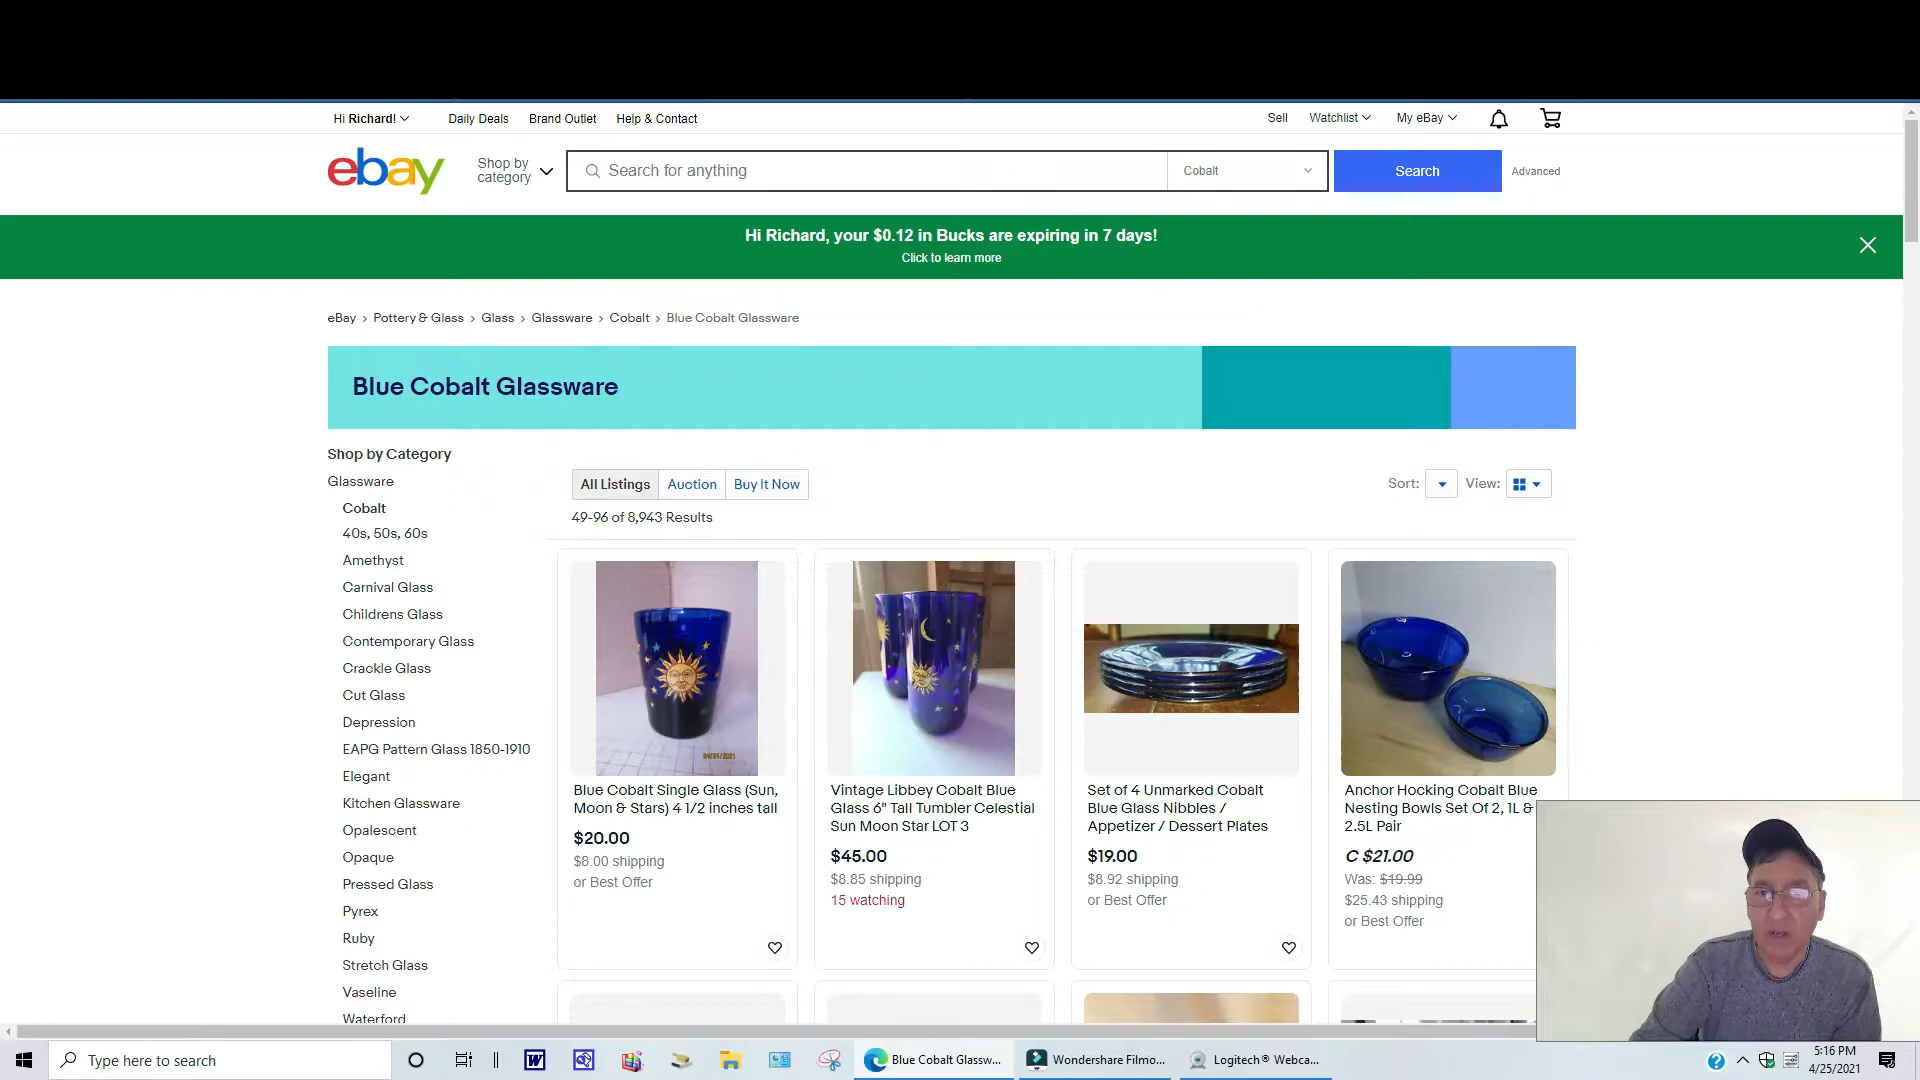 Hi Richard!
Daily Deals
Brand Outlet
Help & Contact
Sell
Watchlist
My eBay
ebay
Shop by
category
Search for anything
Cobalt
Search
Advanced
Hi Richard, your $0.12 in Bucks are expiring in 7 days!
Click to learn more
eBay > Pottery & Glass > Glass > Glassware > Cobalt > Blue Cobalt Glassware
Blue Cobalt Glassware
Shop by Category
Glassware
Cobalt
40s, 50s, 60s
Amethyst
Carnival Glass
Childrens Glass
Contemporary Glass
Crackle Glass
Cut Glass
Depression
EAPG Pattern Glass 1850-1910
Elegant
Kitchen Glassware
Opalescent
Opaque
Pressed Glass
Pyrex
Ruby
Stretch Glass
Vaseline
Waterford
All Listings
Auction
Buy It Now
Sort:
View:
49-96 of 8,943 Results
04/24/2021
Blue Cobalt Single Glass (Sun,
Moon & Stars) 4 1/2 inches tall
$20.00
$8.00 shipping
or Best Offer
Vintage Libbey Cobalt Blue
Glass 6" Tall Tumbler Celestial
Sun Moon Star LOT 3
$45.00
$8.85 shipping
15 watching
Set of 4 Unmarked Cobalt
Blue Glass Nibbles /
Appetizer / Dessert Plates
$19.00
$8.92 shipping
or Best Offer
Anchor Hocking Cobalt Blue
Nesting Bowls Set Of 2, 1L &
2.5L Pair
C $21.00
Was: $19.99
$25.43 shipping
or Best Offer
Type here to search
Blue Cobalt Glassw...
Wondershare Filmo...
Logitech® Webca...
5:16 PM
4/25/2021